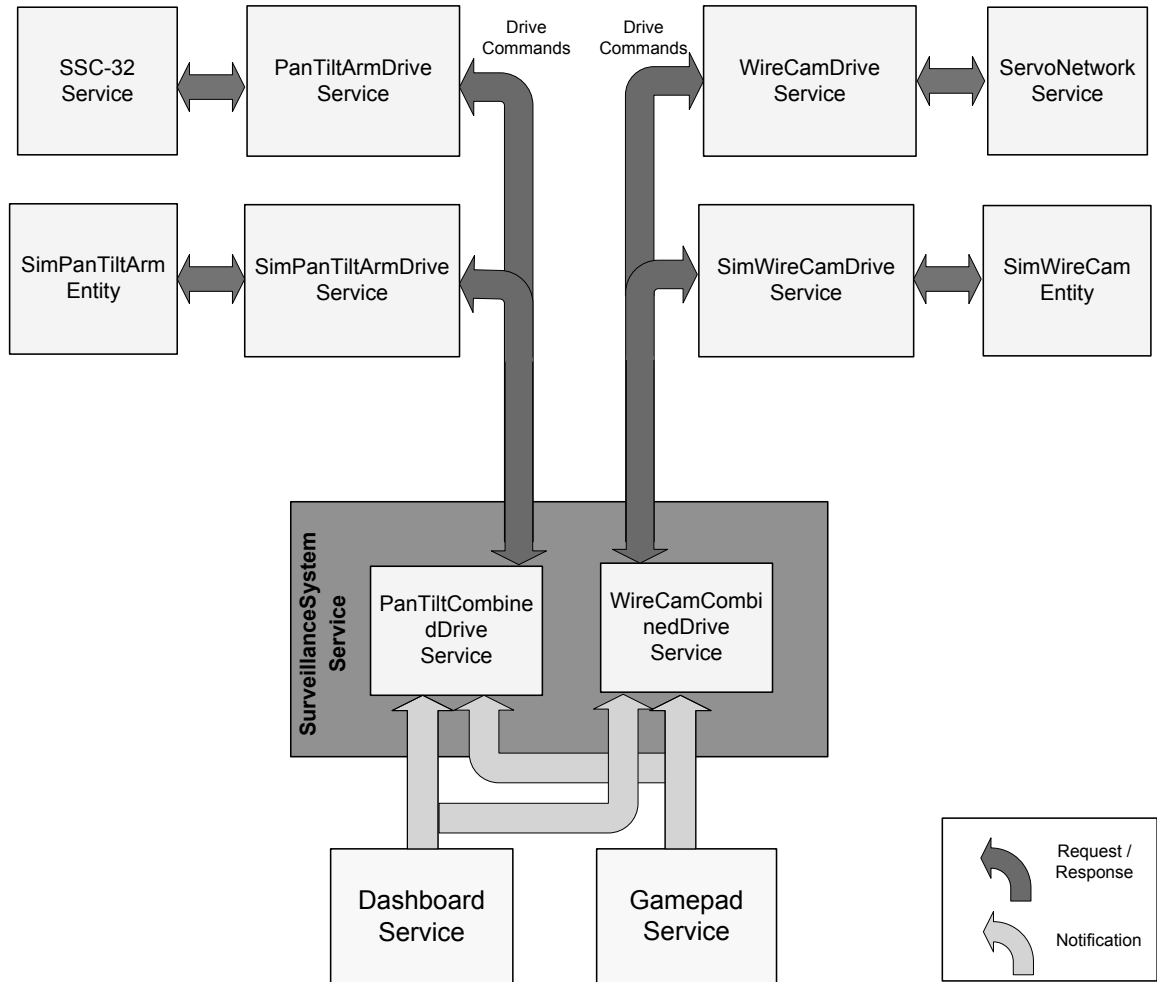 Drive
Commands
Drive
Commands
SSC-32
Service
PanTiltArmDrive
Service
WireCamDrive
Service
ServoNetwork
Service
SimPanTiltArm
Entity
SimPanTiltArmDrive
Service
SimWireCamDrive
Service
SimWireCam
Entity
SurveillanceSystem
Service
PanTiltCombine
dDrive
Service
WireCamCombi
nedDrive
Service
Dashboard
Service
Gamepad
Service
Request /
Response
Notification